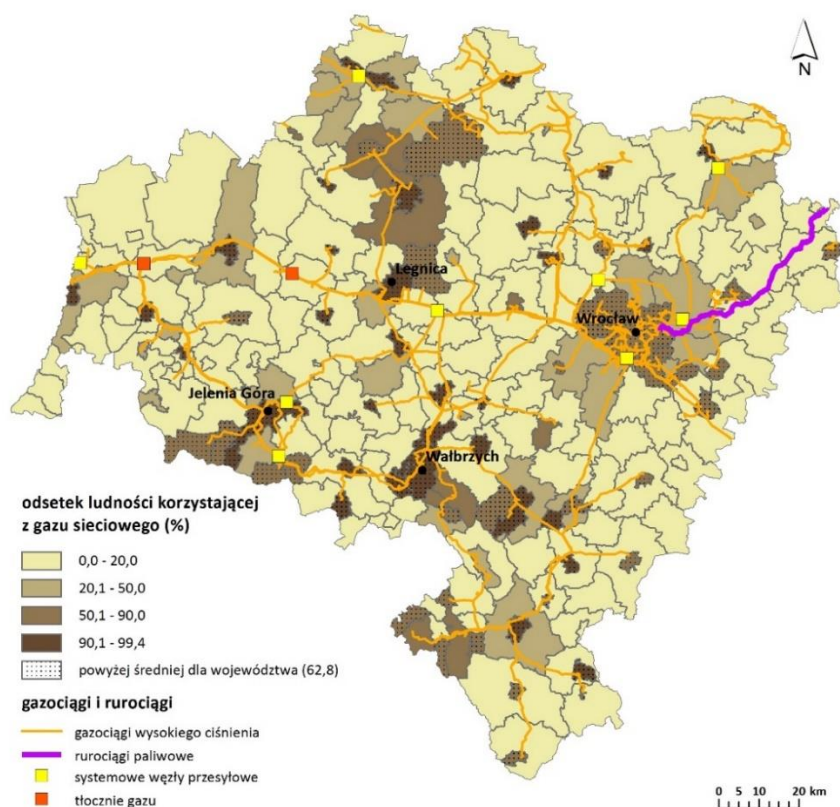 N
Legnica
Wrocław
Jelenia Góra
Wałbrzych
odsetek ludności korzystającej
z gazu sieciowego (%)
0,0 - 20,0
20,1 - 50,0
50,1 - 90,0
90,1 - 99,4
powyżej średniej dla województwa (62,8)
gazociągi i rurociągi
gazociągi wysokiego ciśnienia
rurociągi paliwowe
systemowe węzły przesyłowe
tłocznie gazu
0 5 10 20 km